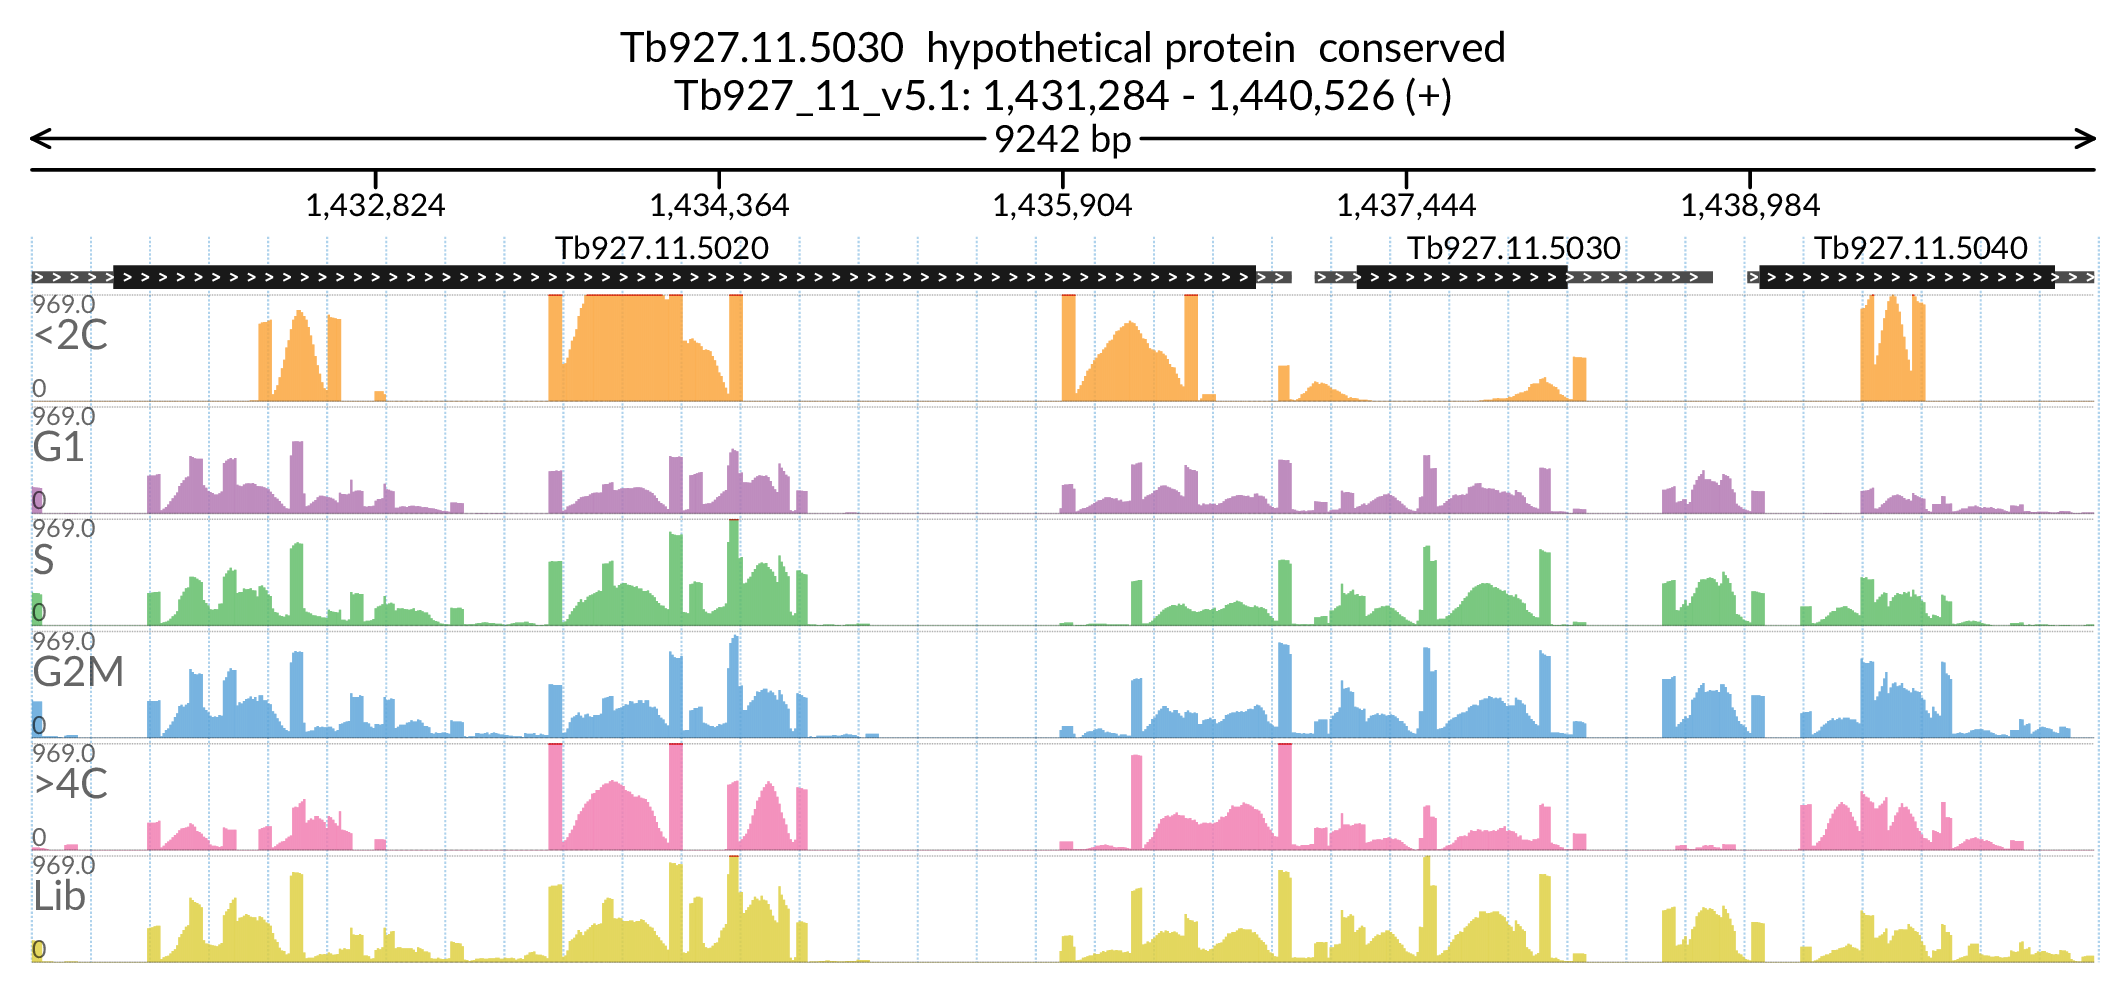 Tb927.11.5030 hypothetical protein conserved
Tb927_11_v5.1: 1,431,284 - 1,440,526 (+)
9242 bp
1,432,824 1,434,364 1,435,904 1,437,444 1,438,984
Tb927.11.5020 Tb927.11.5030 Tb927.11.5040
969.0
<2C
0
969.0
G1
0
969.0
S
0
969.0
G2M
0
969.0
>4C
0
969.0
Lib
0